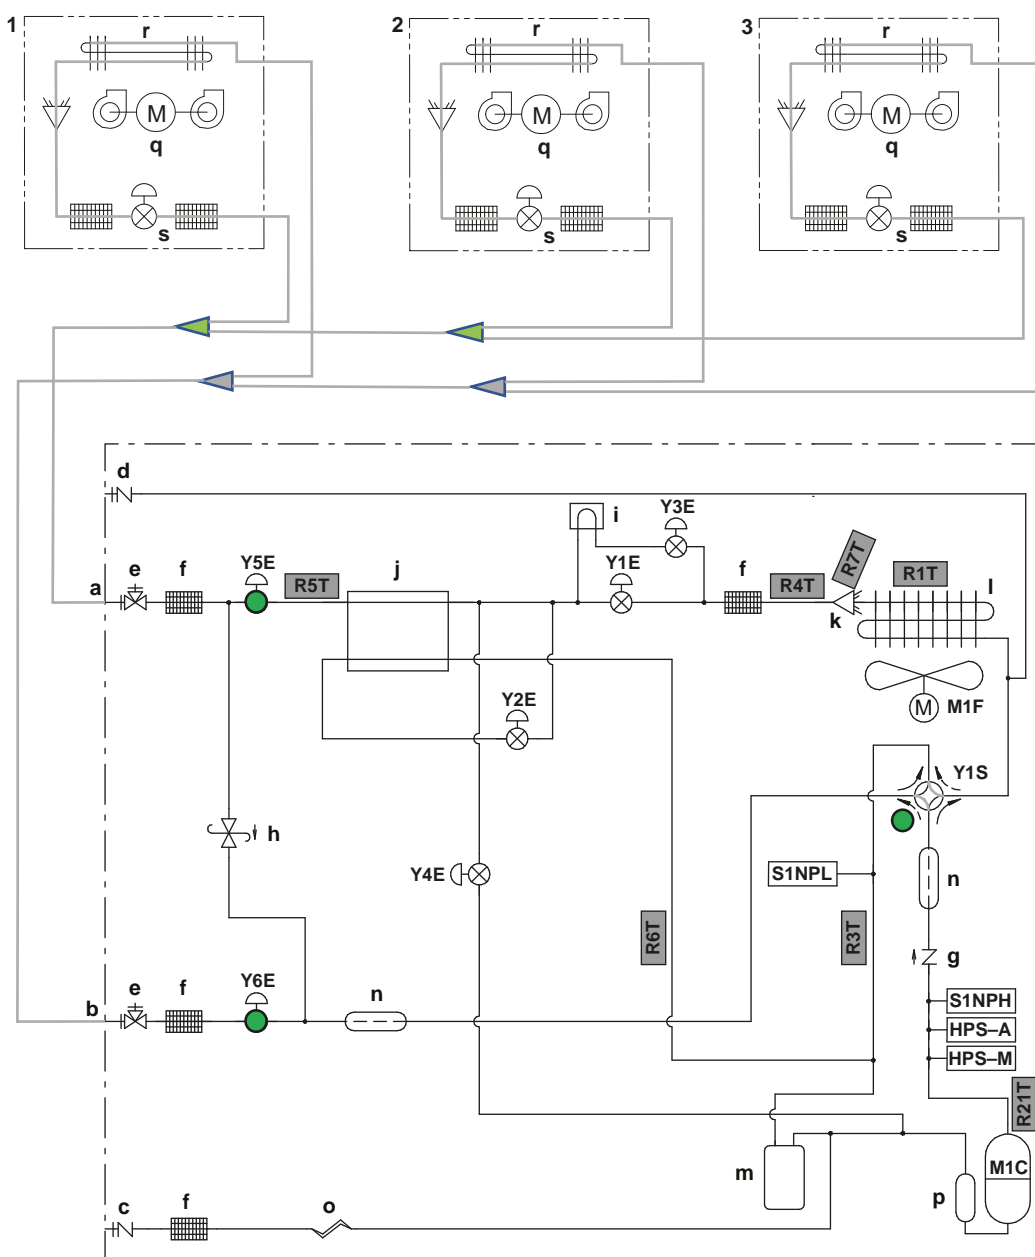 1 r
2 r
3 r
M
q
M
q
M
q
s
s
s
d
Y3E
i
R7T
e f Y5E R5T j Y1E f R4T R1T l
a
k
Y2E
M M1F
Y1S
h
Y4E
S1NPL
n
R6T
R3T
g
e f Y6E n
b
S1NPH
HPS–A
HPS–M
R21T
m
M1C
p
c f o